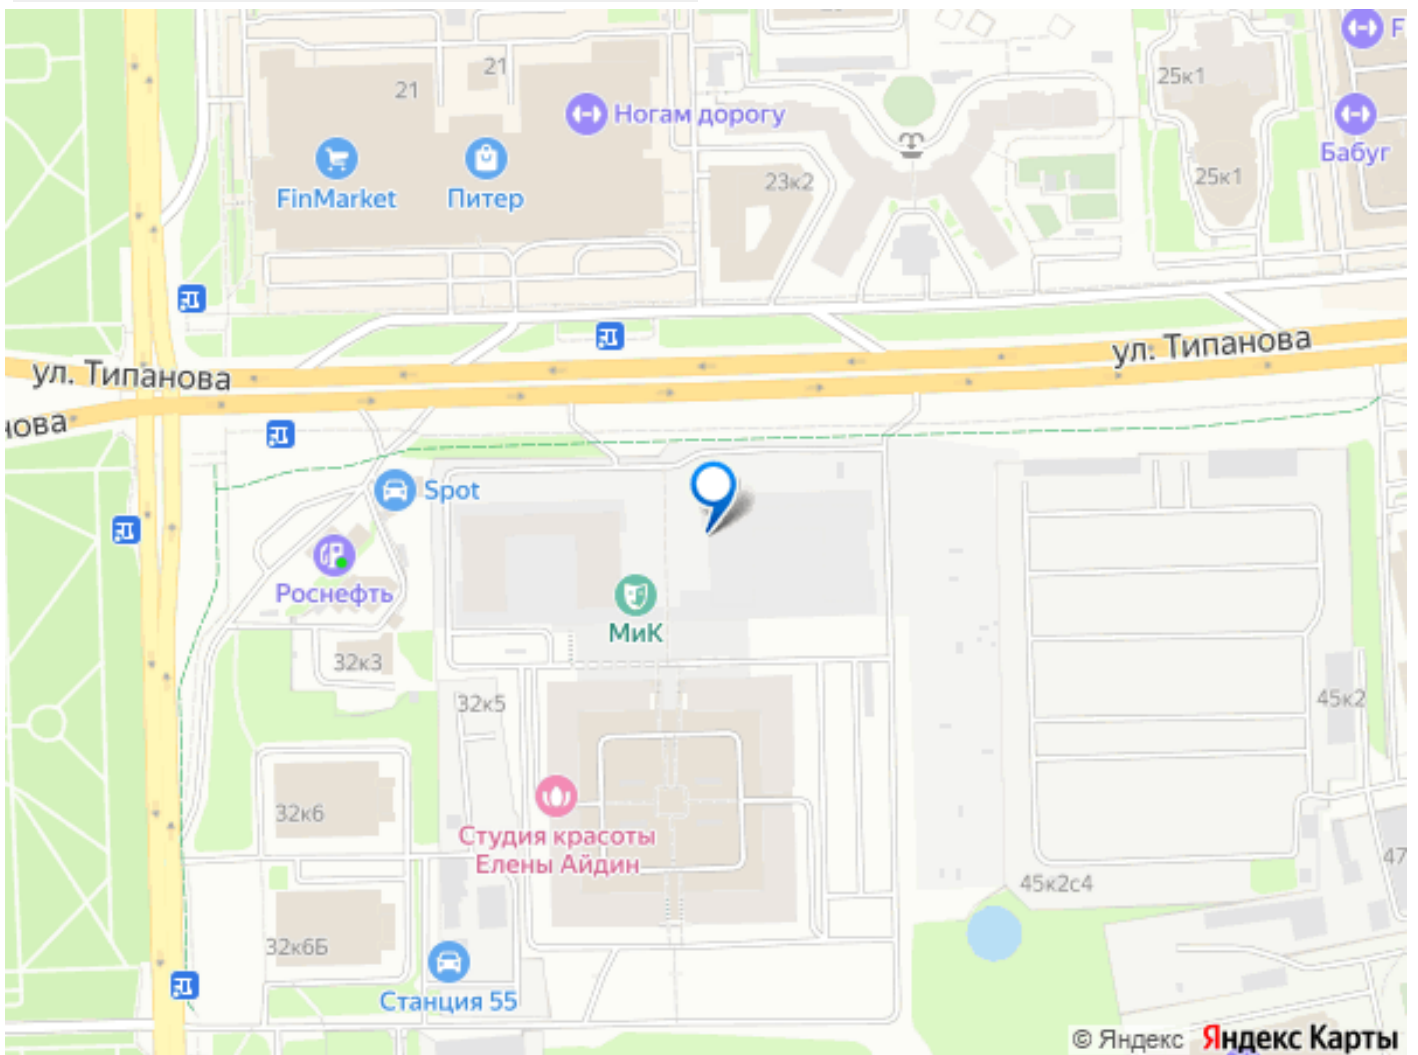 21
21
25к1
F
Ногам дорогу
Бабуг
FinMarket
Питер
23к2
25к1
ул. Типанова
ул. Типанова
нова
Spot
Роснефть
МиК
32к3
32к5
45к2
32к6
Студия красоты
Елены Айдин
47
45к2с4
32к6Б
Станция 55
© Яндекс Яндекс Карты